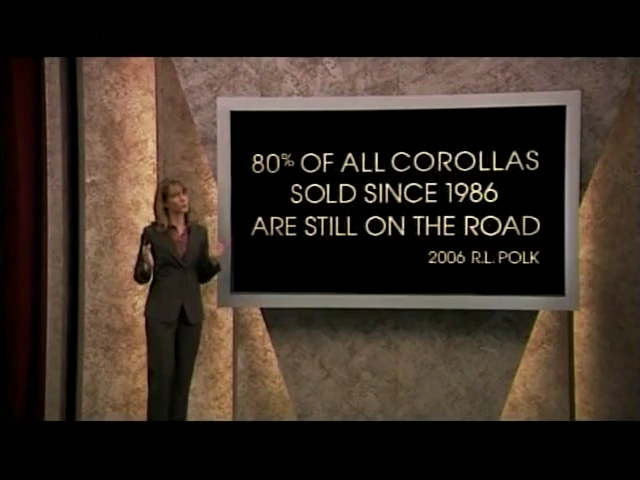 80% OF ALL COROLLAS
SOLD SINCE 1986
ARE STILL ON THE ROAD
2006 R.L. POLK